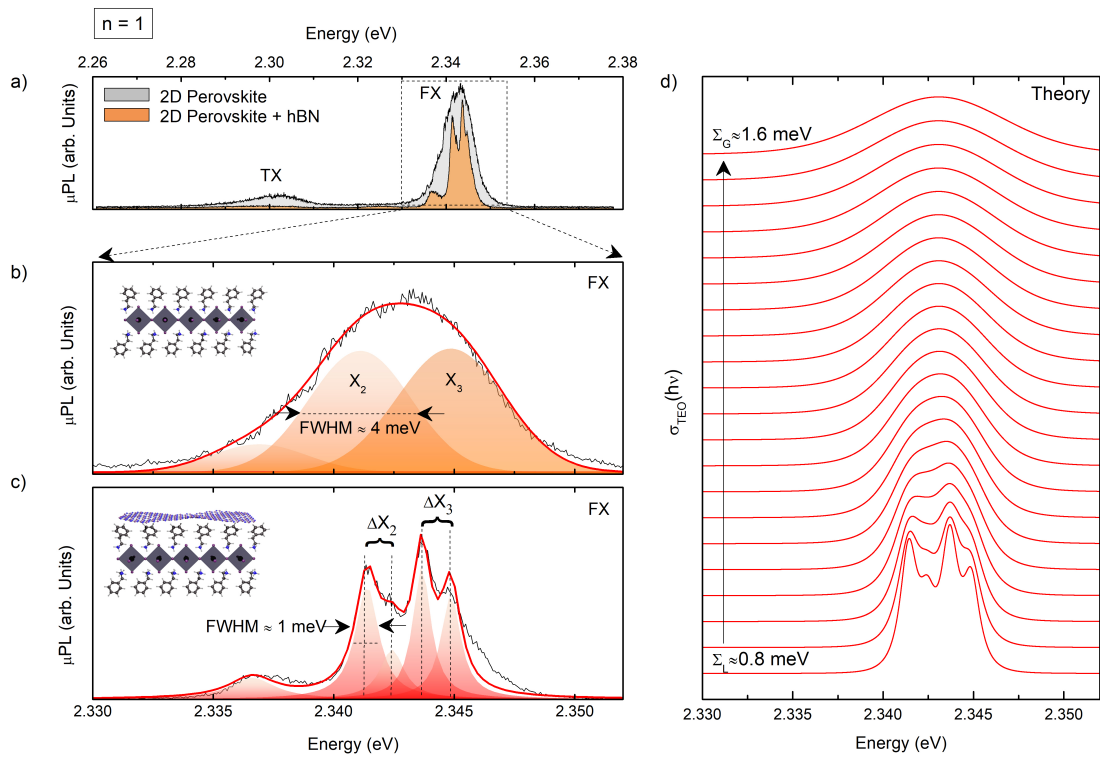 n = 1
Energy (eV)
2.26 2.28 2.30 2.32 2.34 2.36 2.38
a)
μPL (arb. Units)
2D Perovskite
2D Perovskite + hBN
TX
FX
b)
μPL (arb. Units)
FX
X₂
X₃
FWHM ≈ 4 meV
c)
μPL (arb. Units)
FX
ΔX₂
ΔX₃
FWHM ≈ 1 meV
2.330 2.335 2.340 2.345 2.350
Energy (eV)
d)
Theory
Σ_G≈1.6 meV
σ_TEO(hν)
Σ_L≈0.8 meV
2.330 2.335 2.340 2.345 2.350
Energy (eV)